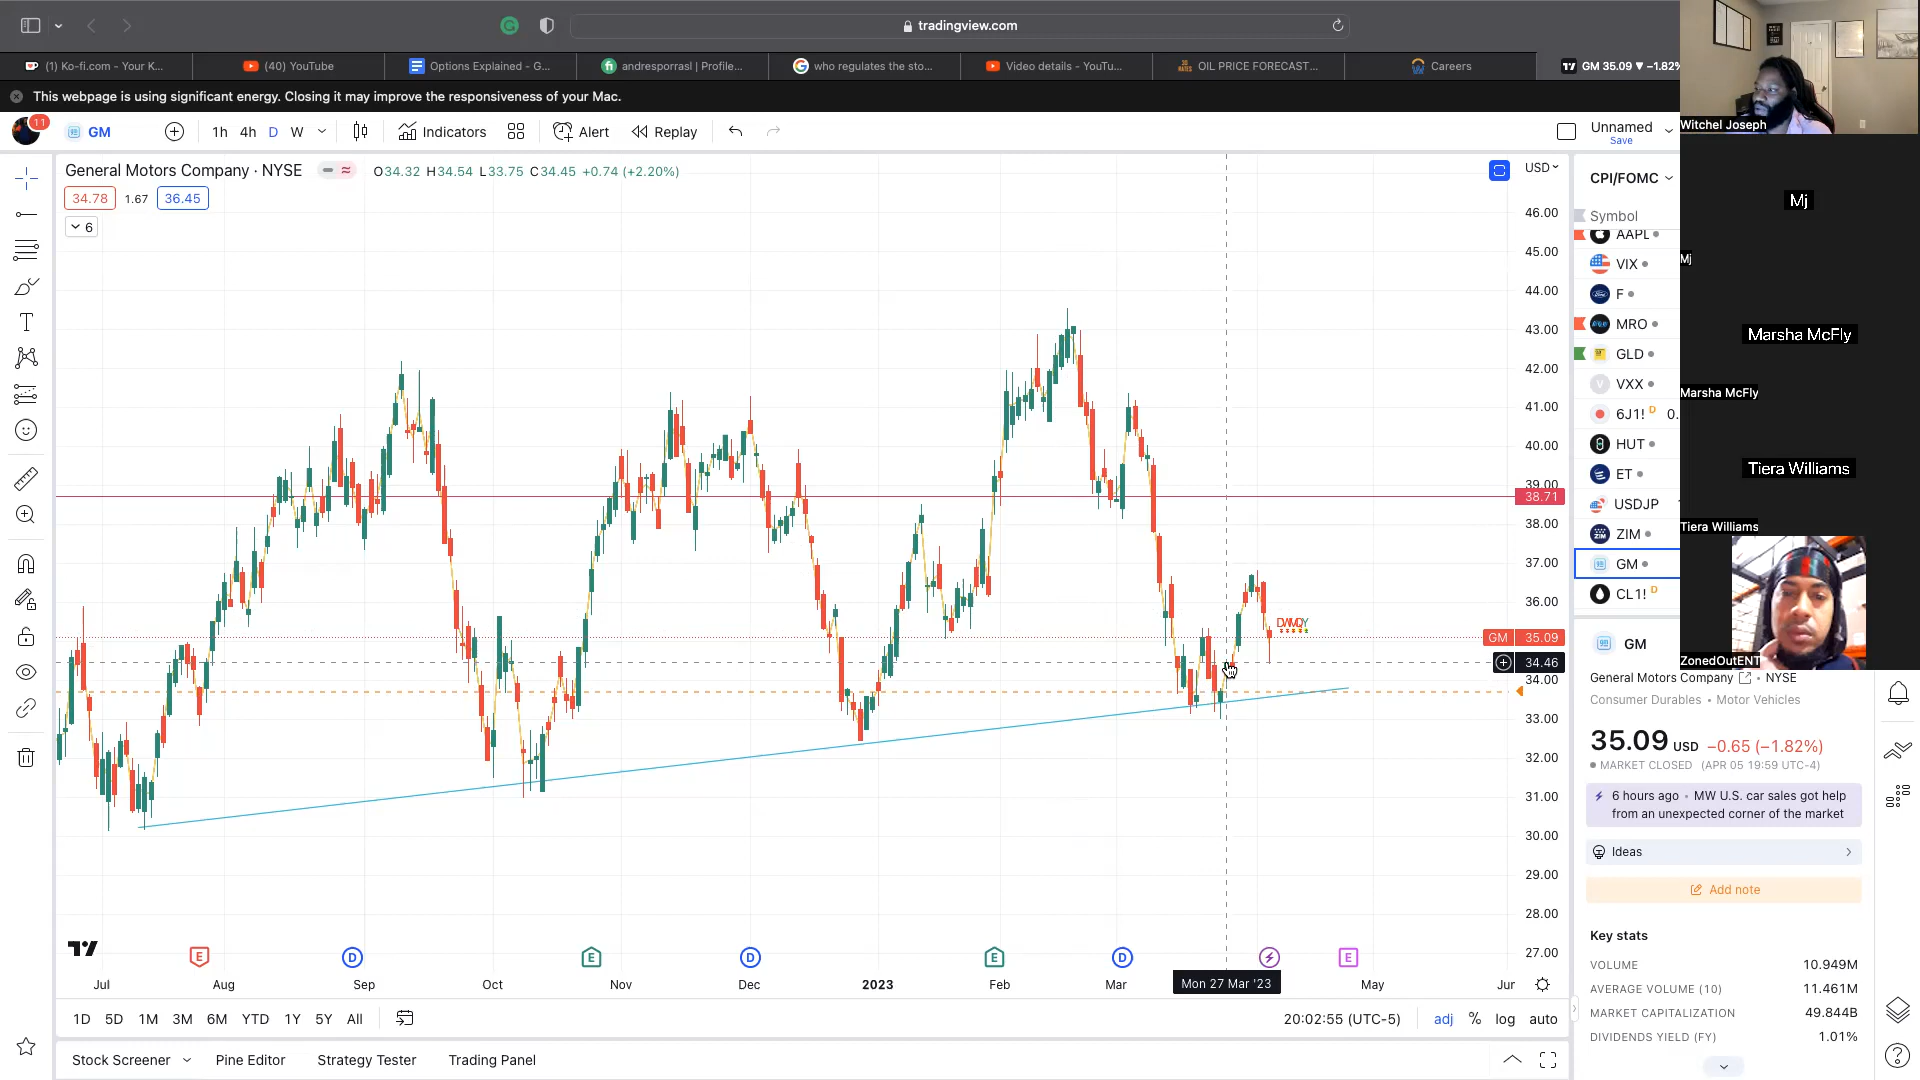 tradingview.com
(1) Ko-fi.com - Your K...
(40) YouTube
Options Explained - G...
andresporrasl | Profile...
who regulates the sto...
Video details - YouTu...
OIL PRICE FORECAST...
Careers
GM 35.09 ▼ −1.82%
This webpage is using significant energy. Closing it may improve the responsiveness of your Mac.
11
GM
1h 4h D W
Indicators
Alert
Replay
Unnamed
Save
General Motors Company · NYSE
O34.32 H34.54 L33.75 C34.45 +0.74 (+2.20%)
34.78 1.67 36.45
6
USD
46.00
45.00
44.00
43.00
42.00
41.00
40.00
39.00
38.71
38.00
37.00
36.00
GM 35.09
34.46
34.00
33.00
32.00
31.00
30.00
29.00
28.00
27.00
E D E D E D E
Jul Aug Sep Oct Nov Dec 2023 Feb Mar Mon 27 Mar '23 May Jun
1D 5D 1M 3M 6M YTD 1Y 5Y All
20:02:55 (UTC-5) adj % log auto
Stock Screener Pine Editor Strategy Tester Trading Panel
CPI/FOMC
Symbol
AAPL
VIX
F
MRO
GLD
VXX
6J1! D 0.
HUT
ET
USDJP
ZIM
GM
CL1! D
GM
General Motors Company • NYSE
Consumer Durables • Motor Vehicles
35.09 USD −0.65 (−1.82%)
MARKET CLOSED (APR 05 19:59 UTC-4)
6 hours ago • MW U.S. car sales got help
from an unexpected corner of the market
Ideas
Add note
Key stats
VOLUME 10.949M
AVERAGE VOLUME (10) 11.461M
MARKET CAPITALIZATION 49.844B
DIVIDENDS YIELD (FY) 1.01%
Witchel Joseph
Mj
Mj
Marsha McFly
Marsha McFly
Tiera Williams
Tiera Williams
ZonedOutENT